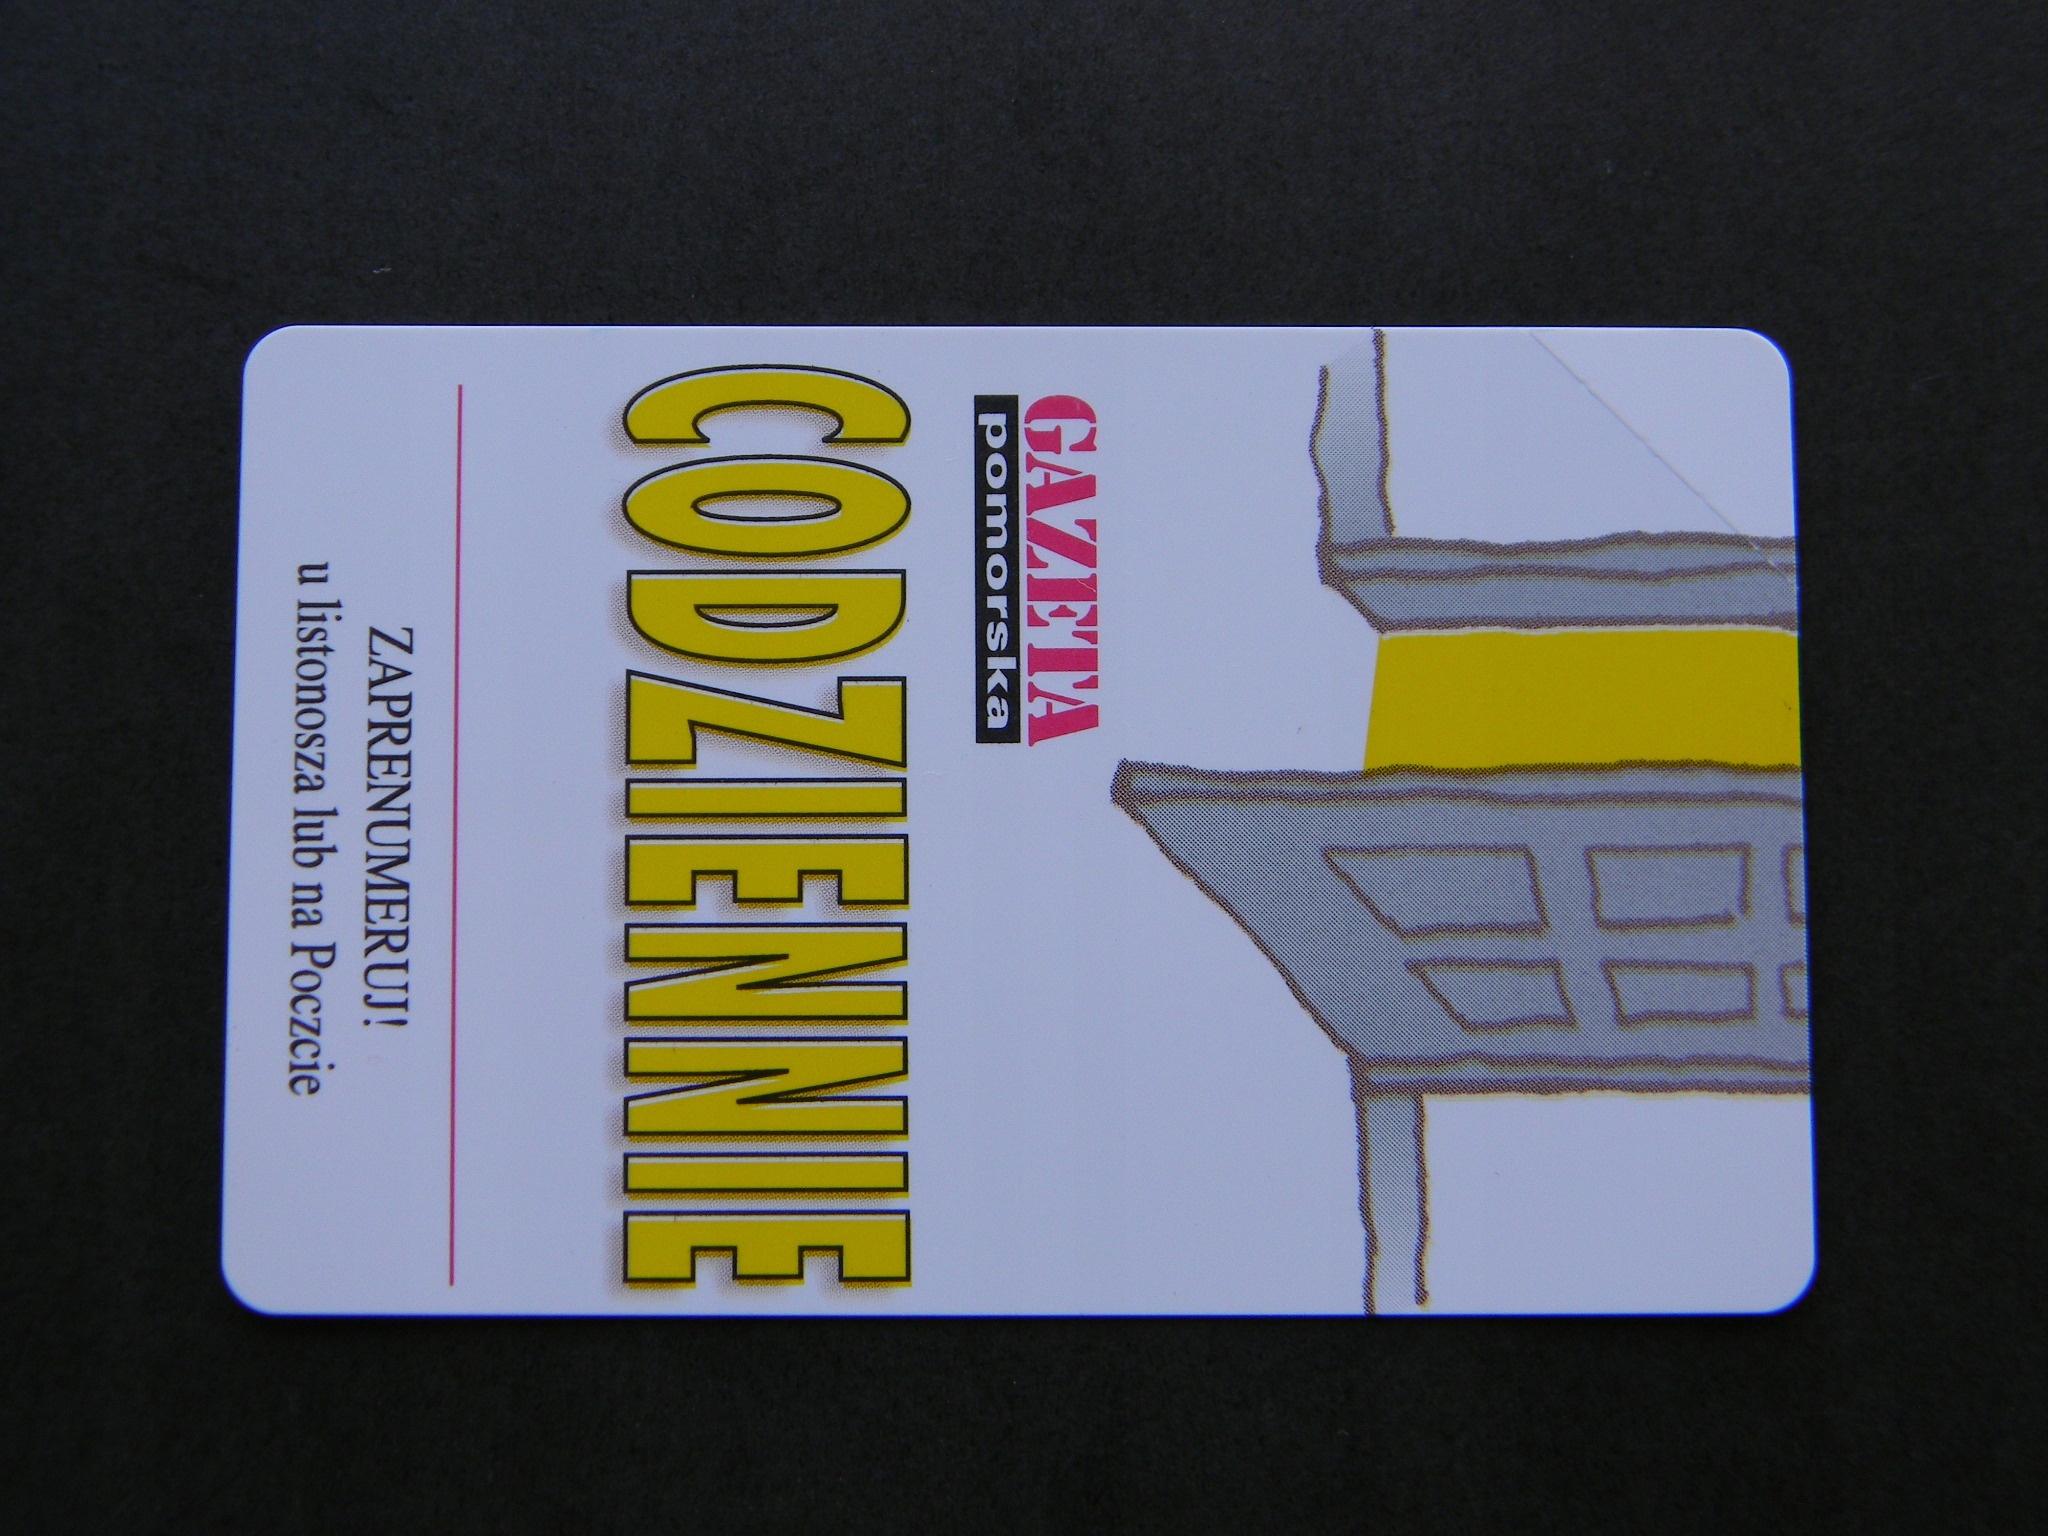 GAZETA
pomorska
CODZIENNIE
ZAPRENUMERUJ!
u listonosza lub na Poczcie